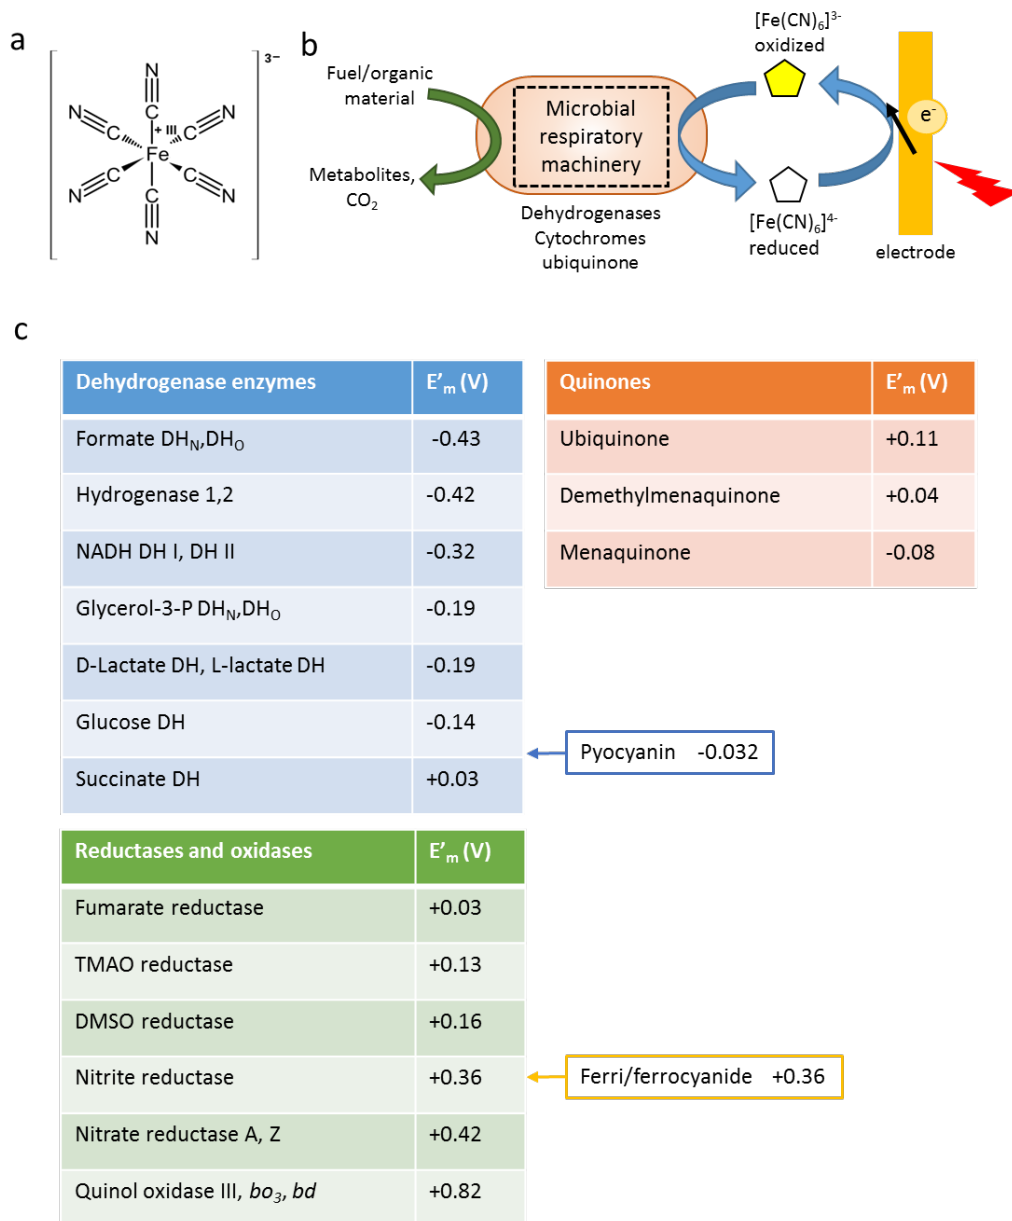 a
3−
N
N
C
N
C
+ III
C
Fe
C
C
N
C
N
N
b
Fuel/organic
material
Metabolites,
CO2
Microbial
respiratory
machinery
Dehydrogenases
Cytochromes
ubiquinone
[Fe(CN)6]3-
oxidized
[Fe(CN)6]4-
reduced
e-
electrode
c
Dehydrogenase enzymes E'm (V)
Formate DHN,DHO -0.43
Hydrogenase 1,2 -0.42
NADH DH I, DH II -0.32
Glycerol-3-P DHN,DHO -0.19
D-Lactate DH, L-lactate DH -0.19
Glucose DH -0.14
Succinate DH +0.03
Quinones E'm (V)
Ubiquinone +0.11
Demethylmenaquinone +0.04
Menaquinone -0.08
Pyocyanin -0.032
Reductases and oxidases E'm (V)
Fumarate reductase +0.03
TMAO reductase +0.13
DMSO reductase +0.16
Nitrite reductase +0.36
Nitrate reductase A, Z +0.42
Quinol oxidase III, bo3, bd +0.82
Ferri/ferrocyanide +0.36